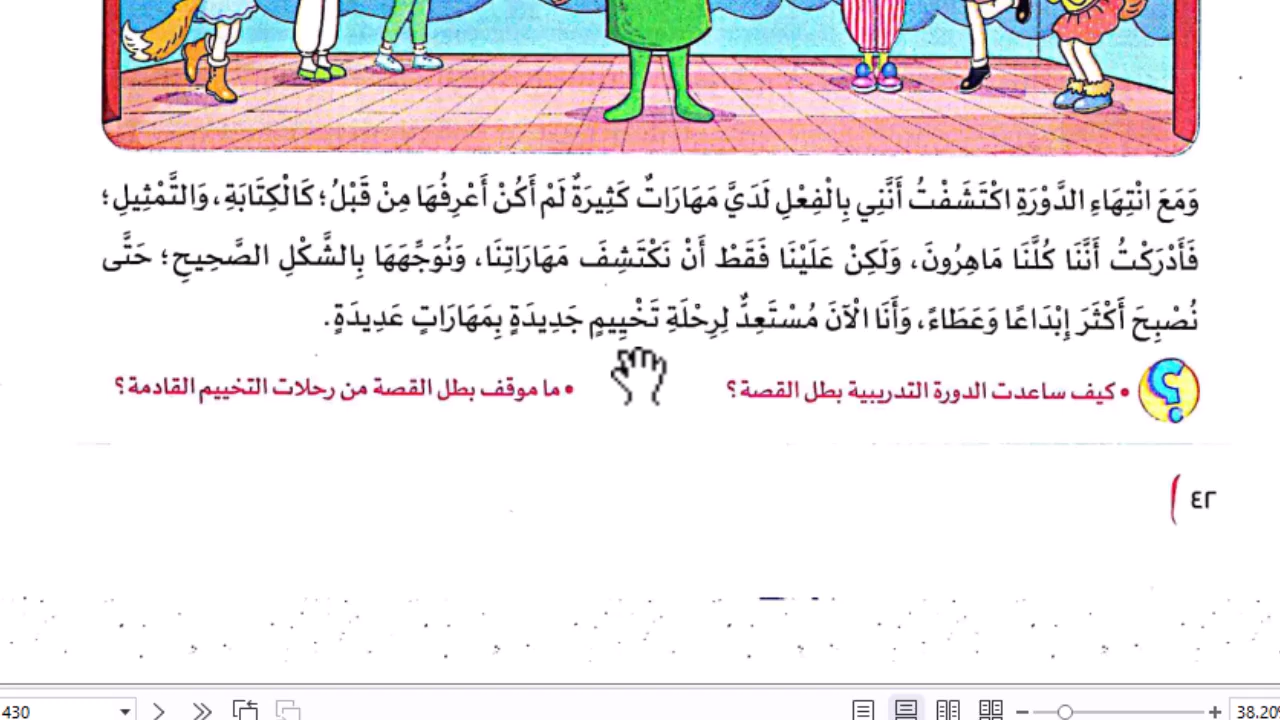 وَمَعَ انْتِهَاءِ الدَّوْرَةِ اكْتَشَفْتُ أَنَّنِي بِالْفِعْلِ لَدَيَّ مَهَارَاتٌ كَثِيرَةٌ لَمْ أَكُنْ أَعْرِفُهَا مِنْ قَبْلُ؛ كَالْكِتَابَةِ، وَالتَّمْثِيلِ؛
فَأَدْرَكْتُ أَنَّنَا كُلَّنَا مَاهِرُونَ، وَلَكِنْ عَلَيْنَا فَقَطْ أَنْ نَكْتَشِفَ مَهَارَاتِنَا، وَنُوَجِّهَهَا بِالشَّكْلِ الصَّحِيحِ؛ حَتَّى
نُصْبِحَ أَكْثَرَ إِبْدَاعًا وَعَطَاءً، وَأَنَا الْآنَ مُسْتَعِدٌّ لِرِحْلَةِ تَخْيِيمٍ جَدِيدَةٍ بِمَهَارَاتٍ عَدِيدَةٍ.
• كيف ساعدت الدورة التدريبية بطل القصة؟ • ما موقف بطل القصة من رحلات التخييم القادمة؟
٤٢
430
38.20%